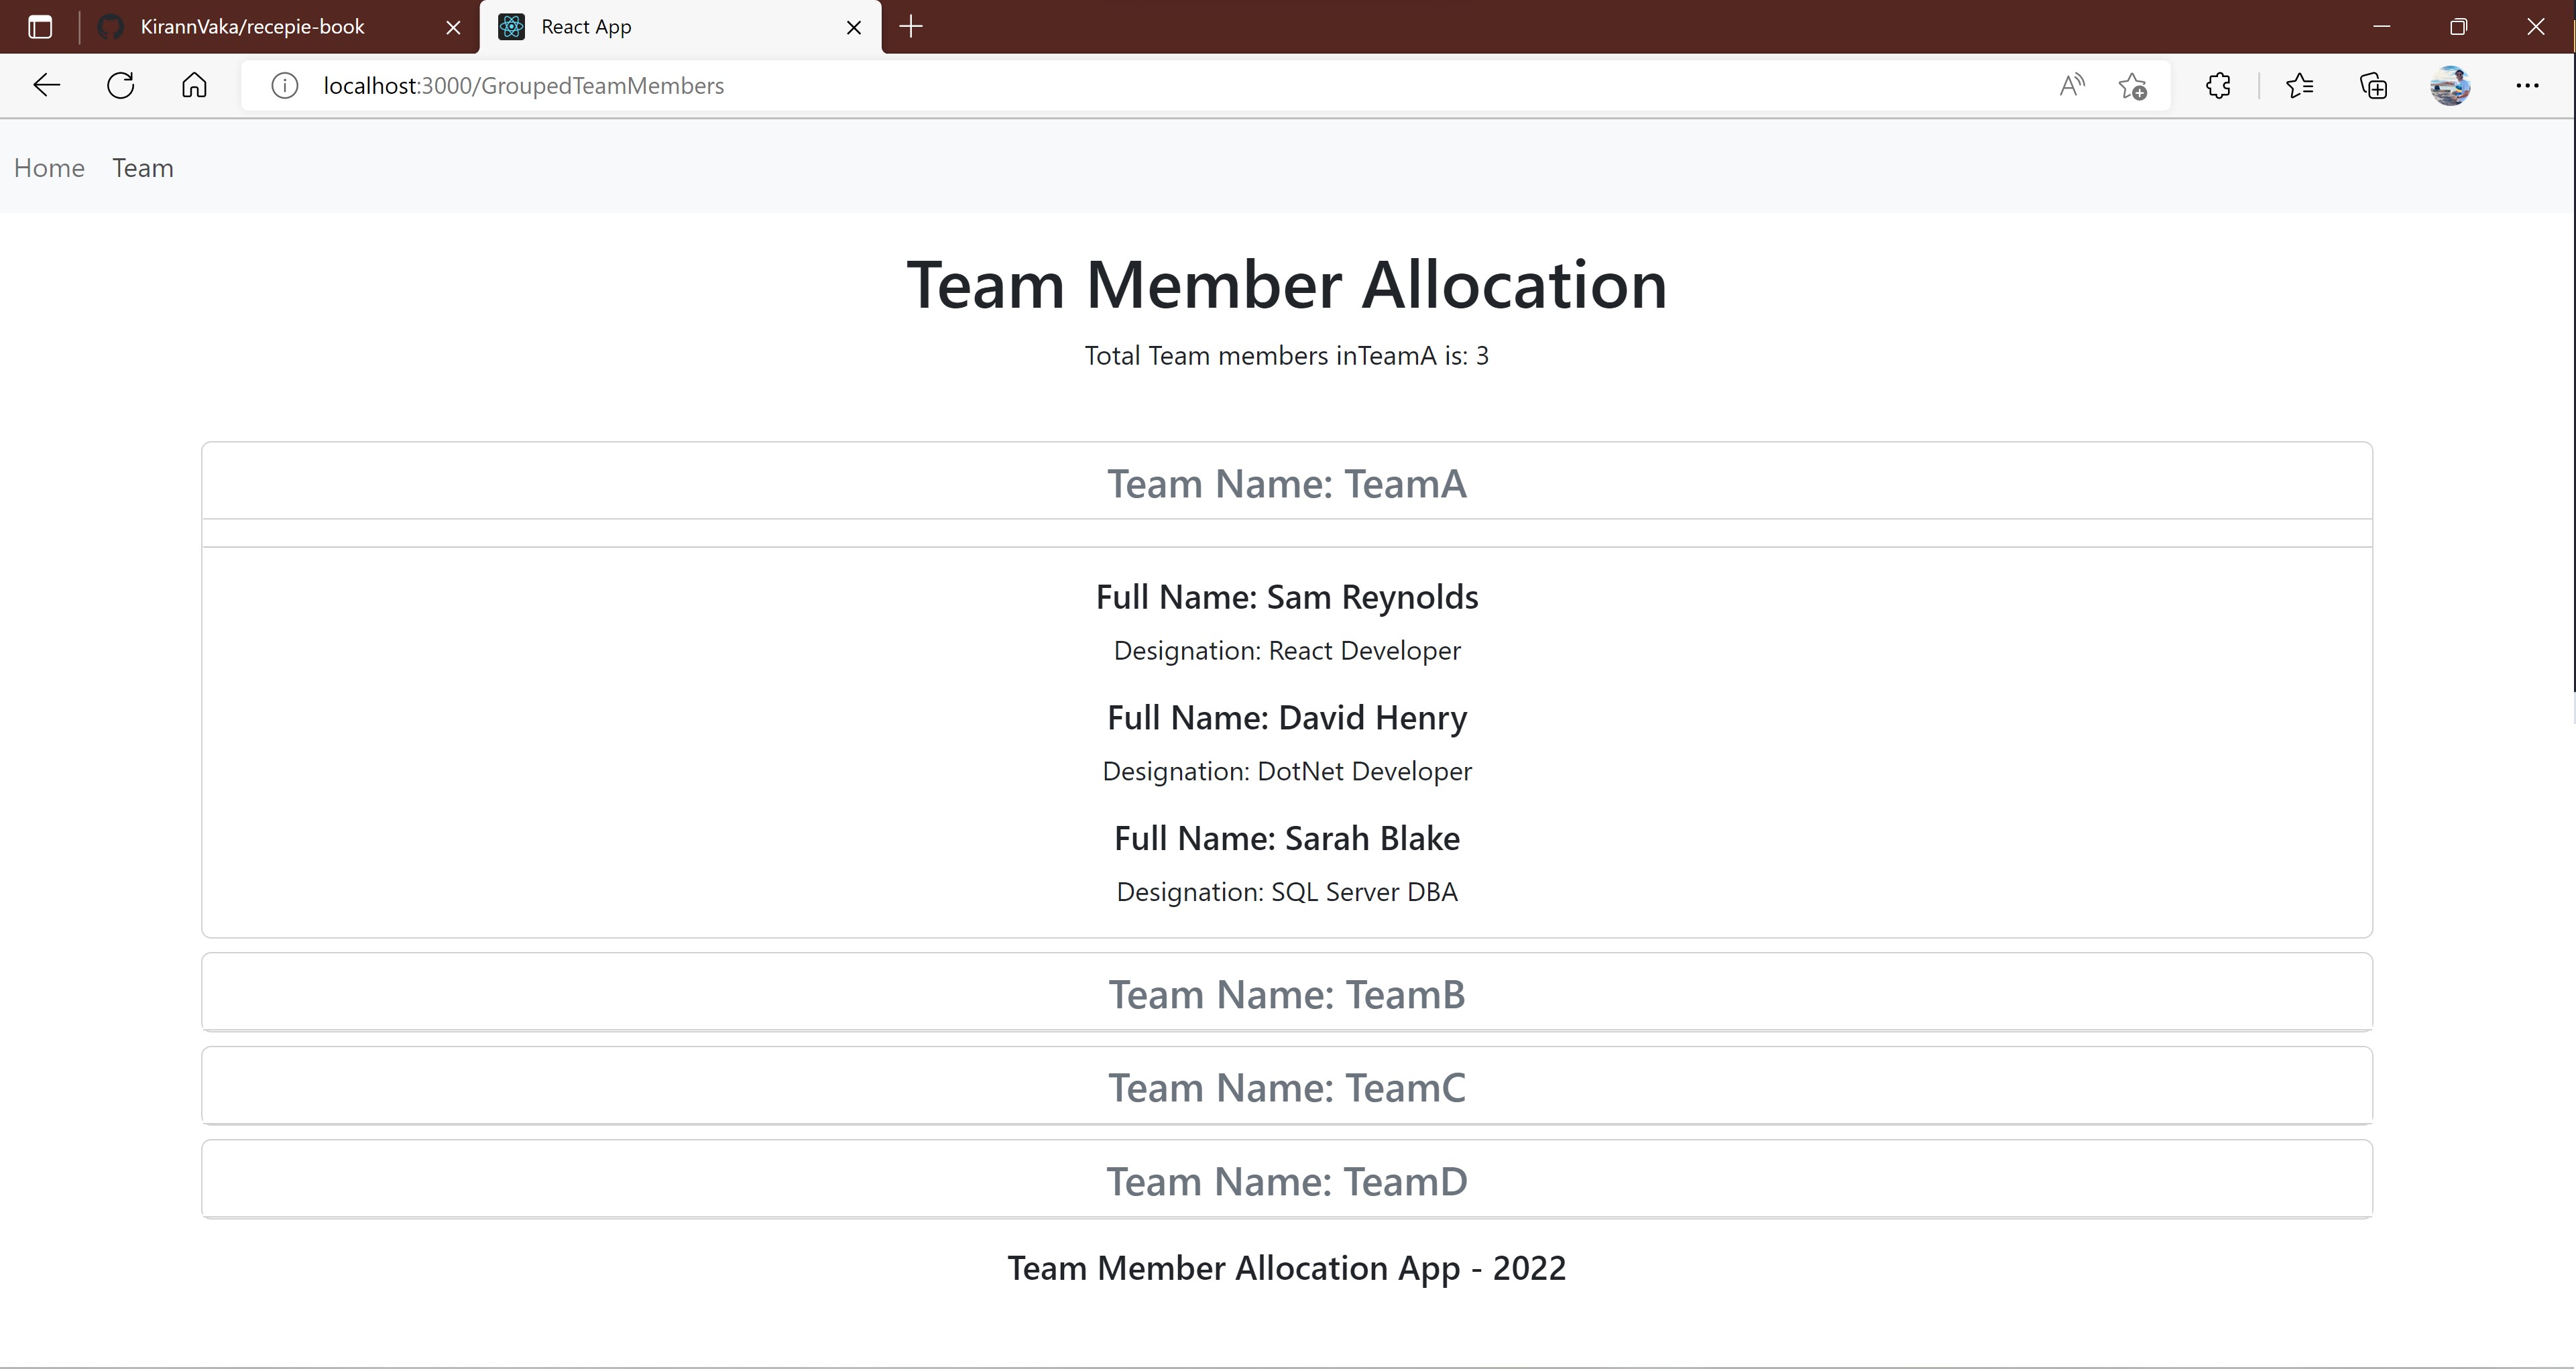 KirannVaka/recepie-book
React App
localhost:3000/GroupedTeamMembers
Home Team
Team Member Allocation
Total Team members inTeamA is: 3
Team Name: TeamA
Full Name: Sam Reynolds
Designation: React Developer
Full Name: David Henry
Designation: DotNet Developer
Full Name: Sarah Blake
Designation: SQL Server DBA
Team Name: TeamB
Team Name: TeamC
Team Name: TeamD
Team Member Allocation App - 2022